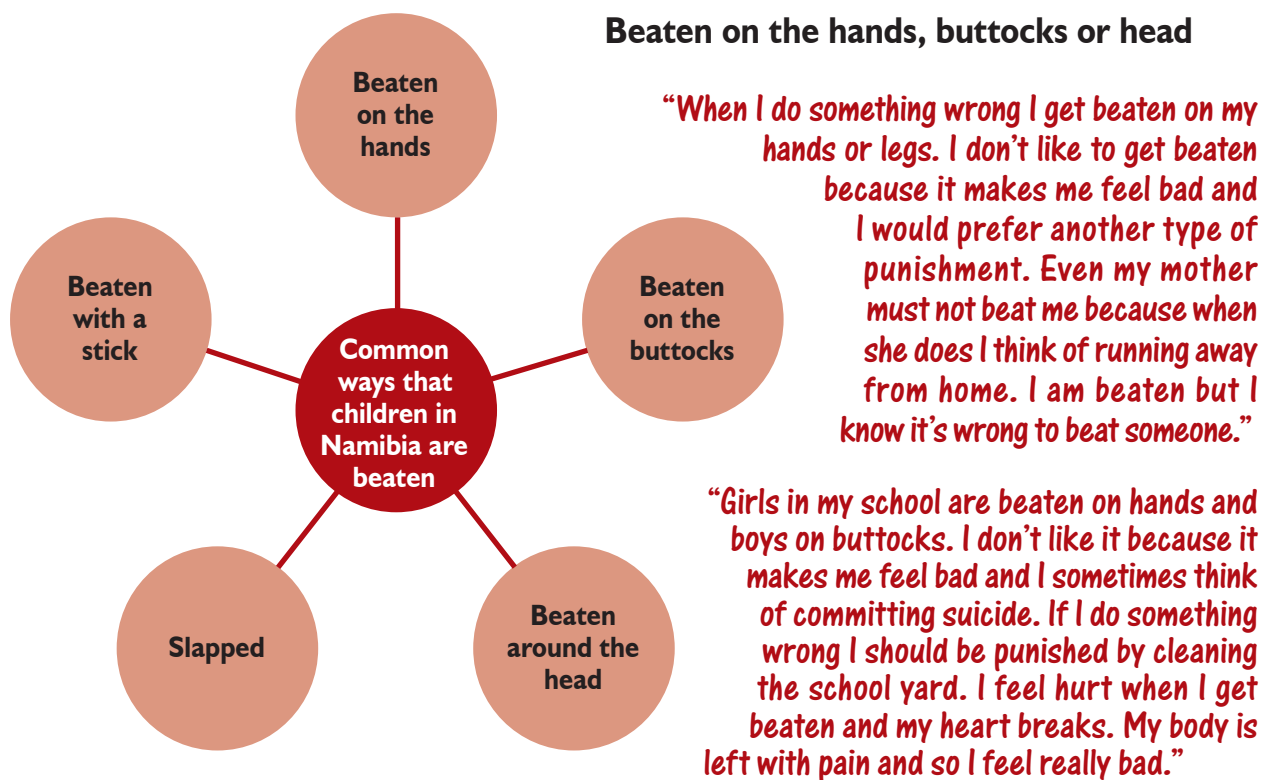 Beaten on the hands, buttocks or head
Beaten
on the
hands
Beaten
with a
stick
Beaten
on the
buttocks
Common
ways that
children in
Namibia are
beaten
Slapped
Beaten
around the
head
“When I do something wrong I get beaten on my
hands or legs. I don’t like to get beaten
because it makes me feel bad and
I would prefer another type of
punishment. Even my mother
must not beat me because when
she does I think of running away
from home. I am beaten but I
know it’s wrong to beat someone.”
“Girls in my school are beaten on hands and
boys on buttocks. I don’t like it because it
makes me feel bad and I sometimes think
of committing suicide. If I do something
wrong I should be punished by cleaning
the school yard. I feel hurt when I get
beaten and my heart breaks. My body is
left with pain and so I feel really bad.”